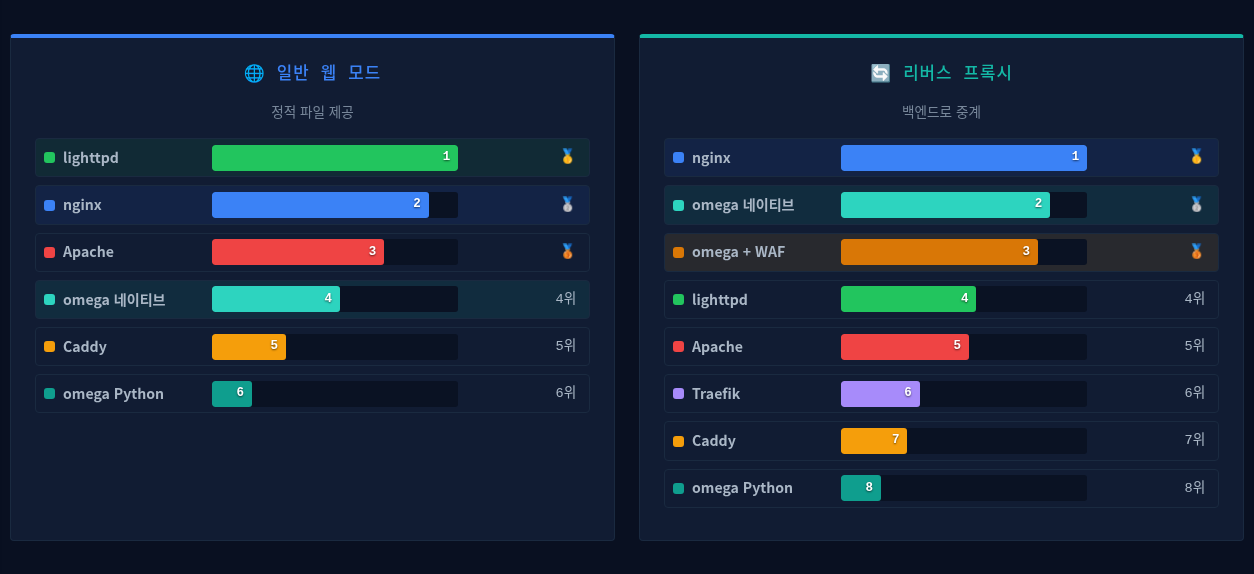 🌐 일반 웹 모드
정적 파일 제공
lighttpd 1 🥇
nginx 2 🥈
Apache 3 🥉
omega 네이티브 4 4위
Caddy 5 5위
omega Python 6 6위
🔄 리버스 프록시
백엔드로 중계
nginx 1 🥇
omega 네이티브 2 🥈
omega + WAF 3 🥉
lighttpd 4 4위
Apache 5 5위
Traefik 6 6위
Caddy 7 7위
omega Python 8 8위